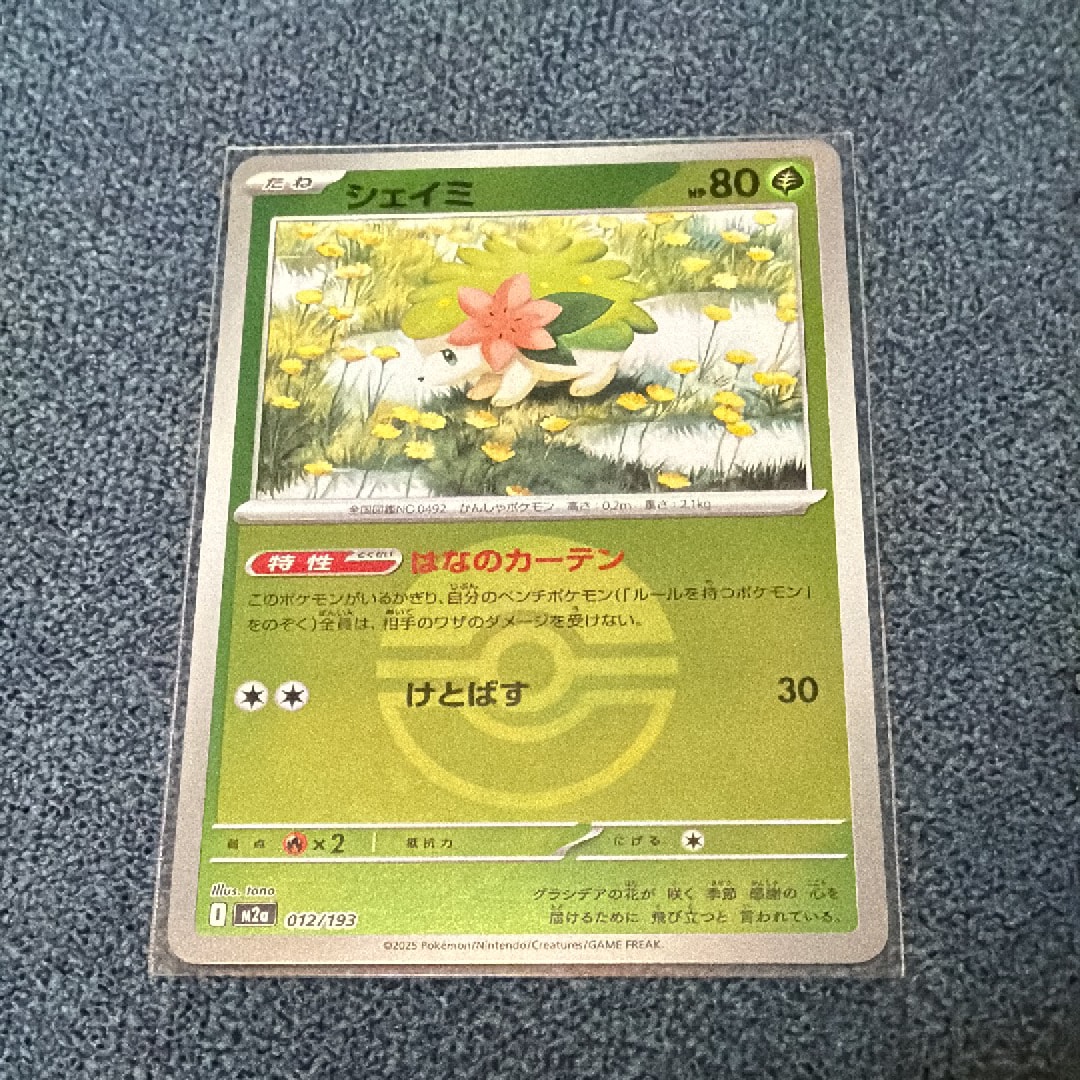 たね シェイミ HP80
全国図鑑NO.0492 かんしゃポケモン 高さ:0.2m 重さ:2.1kg
特性 とくせい はなのカーテン
このポケモンがいるかぎり、自分のベンチポケモン(「ルールを持つポケモン」
をのぞく)全員は、相手のワザのダメージを受けない。
けとばす 30
弱点 ×2 抵抗力 にげる
Illus. tono
グラシデアの花が 咲く 季節 感謝の 心を
I M2a 012/193
届けるために 飛び立つと 言われている。
©2025 Pokémon/Nintendo/Creatures/GAME FREAK.